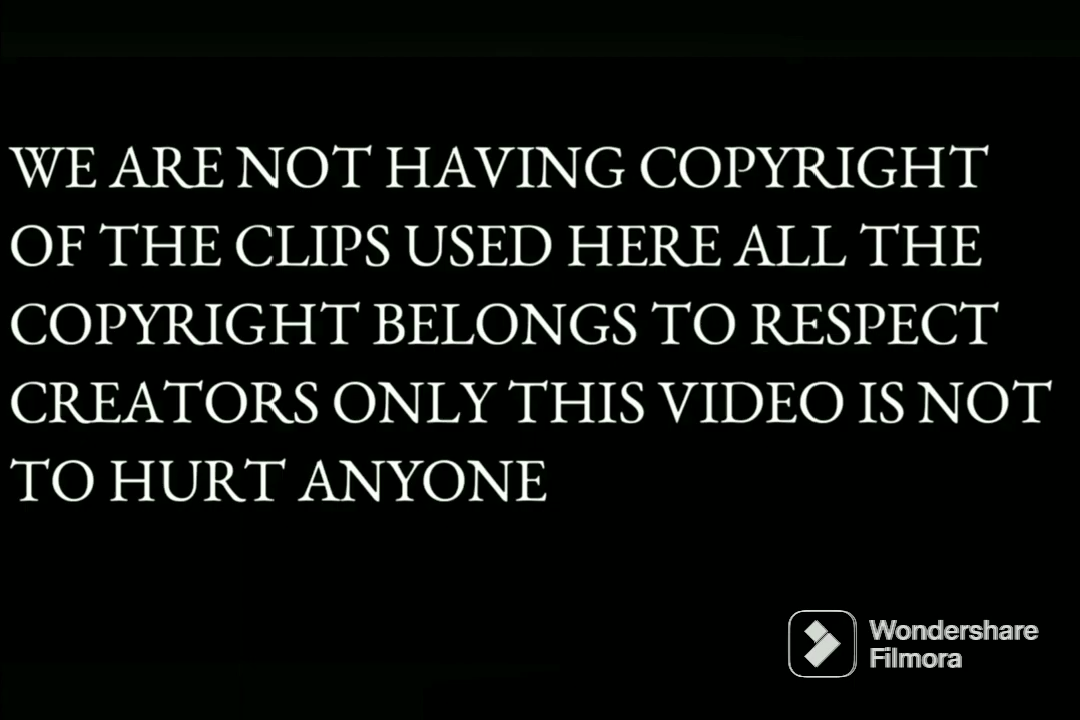 WE ARE NOT HAVING COPYRIGHT
OF THE CLIPS USED HERE ALL THE
COPYRIGHT BELONGS TO RESPECT
CREATORS ONLY THIS VIDEO IS NOT
TO HURT ANYONE
Wondershare
Filmora